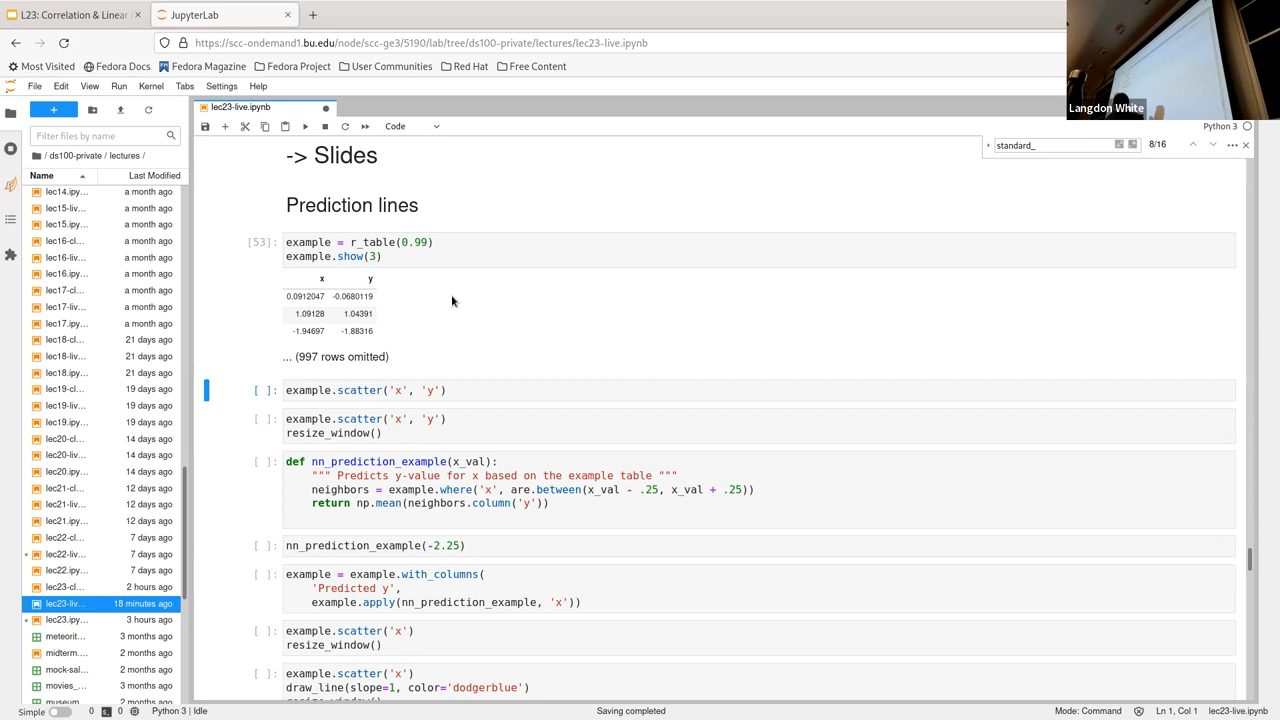 L23: Correlation & Linear
JupyterLab
https://scc-ondemand1.bu.edu/node/scc-ge3/5190/lab/tree/ds100-private/lectures/lec23-live.ipynb
Most Visited
Fedora Docs
Fedora Magazine
Fedora Project
User Communities
Red Hat
Free Content
Langdon White
File Edit View Run Kernel Tabs Settings Help
lec23-live.ipynb
Code
Python 3
Filter files by name
/ ds100-private / lectures /
Name Last Modified
standard_
8/16
lec14.ipy... a month ago
lec15-liv... a month ago
lec15.ipy... a month ago
lec16-cl... a month ago
lec16-liv... a month ago
lec16.ipy... a month ago
lec17-cl... a month ago
lec17-liv... a month ago
lec17.ipy... a month ago
lec18-cl... 21 days ago
lec18-liv... 21 days ago
lec18.ipy... 21 days ago
lec19-cl... 19 days ago
lec19-liv... 19 days ago
lec19.ipy... 19 days ago
lec20-cl... 14 days ago
lec20-liv... 14 days ago
lec20.ipy... 14 days ago
lec21-cl... 12 days ago
lec21-liv... 12 days ago
lec21.ipy... 12 days ago
lec22-cl... 7 days ago
lec22-liv... 7 days ago
lec22.ipy... 7 days ago
lec23-cl... 2 hours ago
lec23-liv... 18 minutes ago
lec23.ipy... 3 hours ago
meteorit... 3 months ago
midterm.... 2 months ago
mock-sal... 2 months ago
movies_... 3 months ago
museum... 2 months ago
-> Slides
Prediction lines
[53]: example = r_table(0.99)
example.show(3)
x y
0.0912047 -0.0680119
1.09128 1.04391
-1.94697 -1.88316
... (997 rows omitted)
[ ]: example.scatter('x', 'y')
[ ]: example.scatter('x', 'y')
resize_window()
[ ]: def nn_prediction_example(x_val):
""" Predicts y-value for x based on the example table """
neighbors = example.where('x', are.between(x_val - .25, x_val + .25))
return np.mean(neighbors.column('y'))
[ ]: nn_prediction_example(-2.25)
[ ]: example = example.with_columns(
'Predicted y',
example.apply(nn_prediction_example, 'x'))
[ ]: example.scatter('x')
resize_window()
[ ]: example.scatter('x')
draw_line(slope=1, color='dodgerblue')
resize_window()
Simple 0 0 Python 3 | Idle
Saving completed
Mode: Command Ln 1, Col 1 lec23-live.ipynb